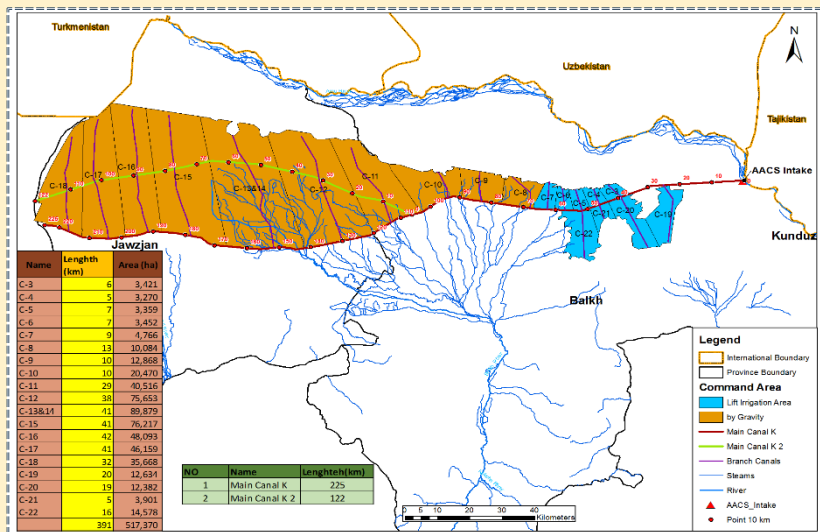 Turkmenistan
Uzbekistan
N
Tajikistan
AACS Intake
Kunduz
Balkh
Jawzjan
C-18
C-17
C-16
C-15
C-13&14
C-12
C-11
C-10
C-9
C-8
C-7
C-6
C-5
C-4
C-3
C-22
C-21
C-20
C-19
10
20
Name Lenghth (km) Area (ha)
C-3 6 3,421
C-4 5 3,270
C-5 7 3,359
C-6 7 3,452
C-7 9 4,766
C-8 13 10,084
C-9 10 12,868
C-10 10 20,470
C-11 29 40,516
C-12 38 75,653
C-13&14 41 89,879
C-15 41 76,217
C-16 42 48,093
C-17 41 46,159
C-18 32 35,668
C-19 20 12,634
C-20 19 12,382
C-21 5 3,901
C-22 16 14,578
391 517,370
NO Name Lenghteh(km)
1 Main Canal K 225
2 Main Canal K 2 122
Legend
International Boundary
Province Boundary
Command Area
Lift Irrigation Area
by Gravity
Main Canal K
Main Canal K 2
Branch Canals
Steams
River
AACS_Intake
Point 10 km
0 5 10 20 30 40
Kilometers